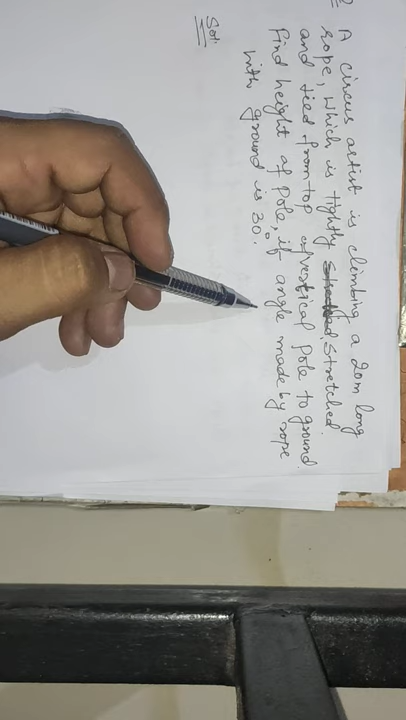 A circus artist is climbing a 20m long
rope, which is tightly stretched
and tied from top of vertical Pole to ground.
Find height of Pole, if angle made by rope
with ground is 30°.
Sol: